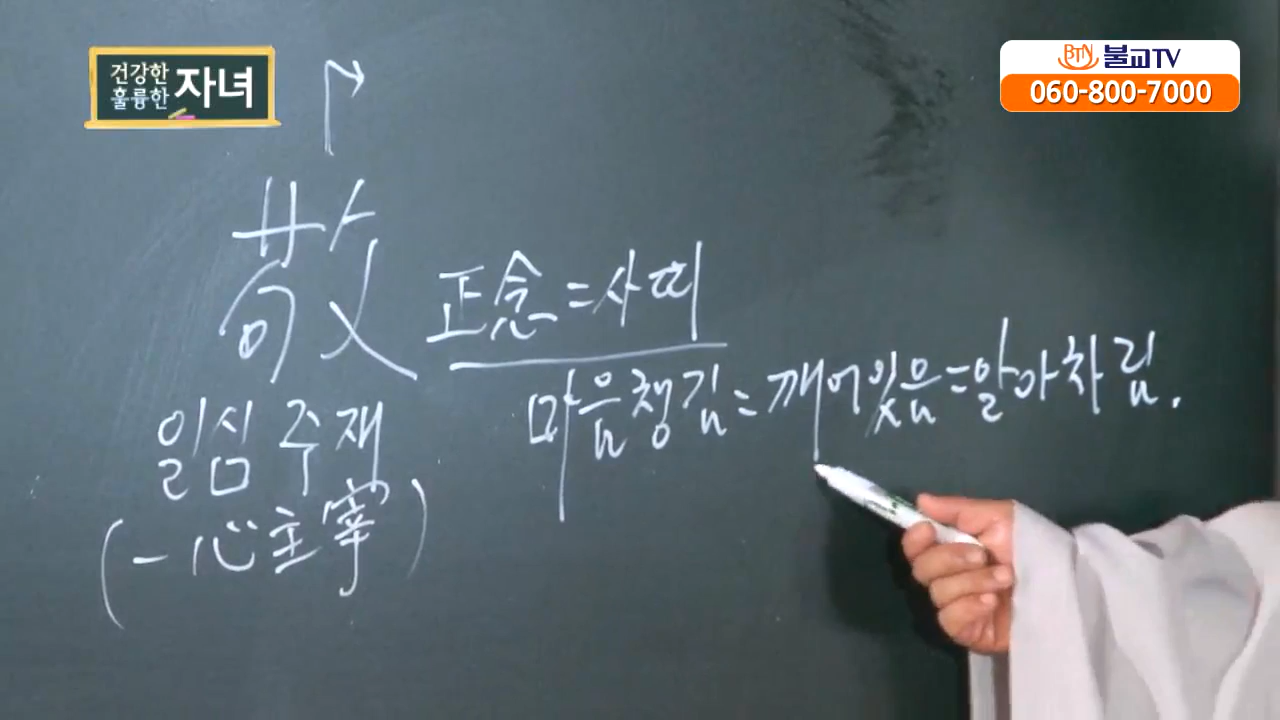 건강한
훌륭한 자녀
BTN 불교TV
060-800-7000
敬
正念=사띠
마음챙김=깨어있음=알아차림.
일심주재
(一心主宰)